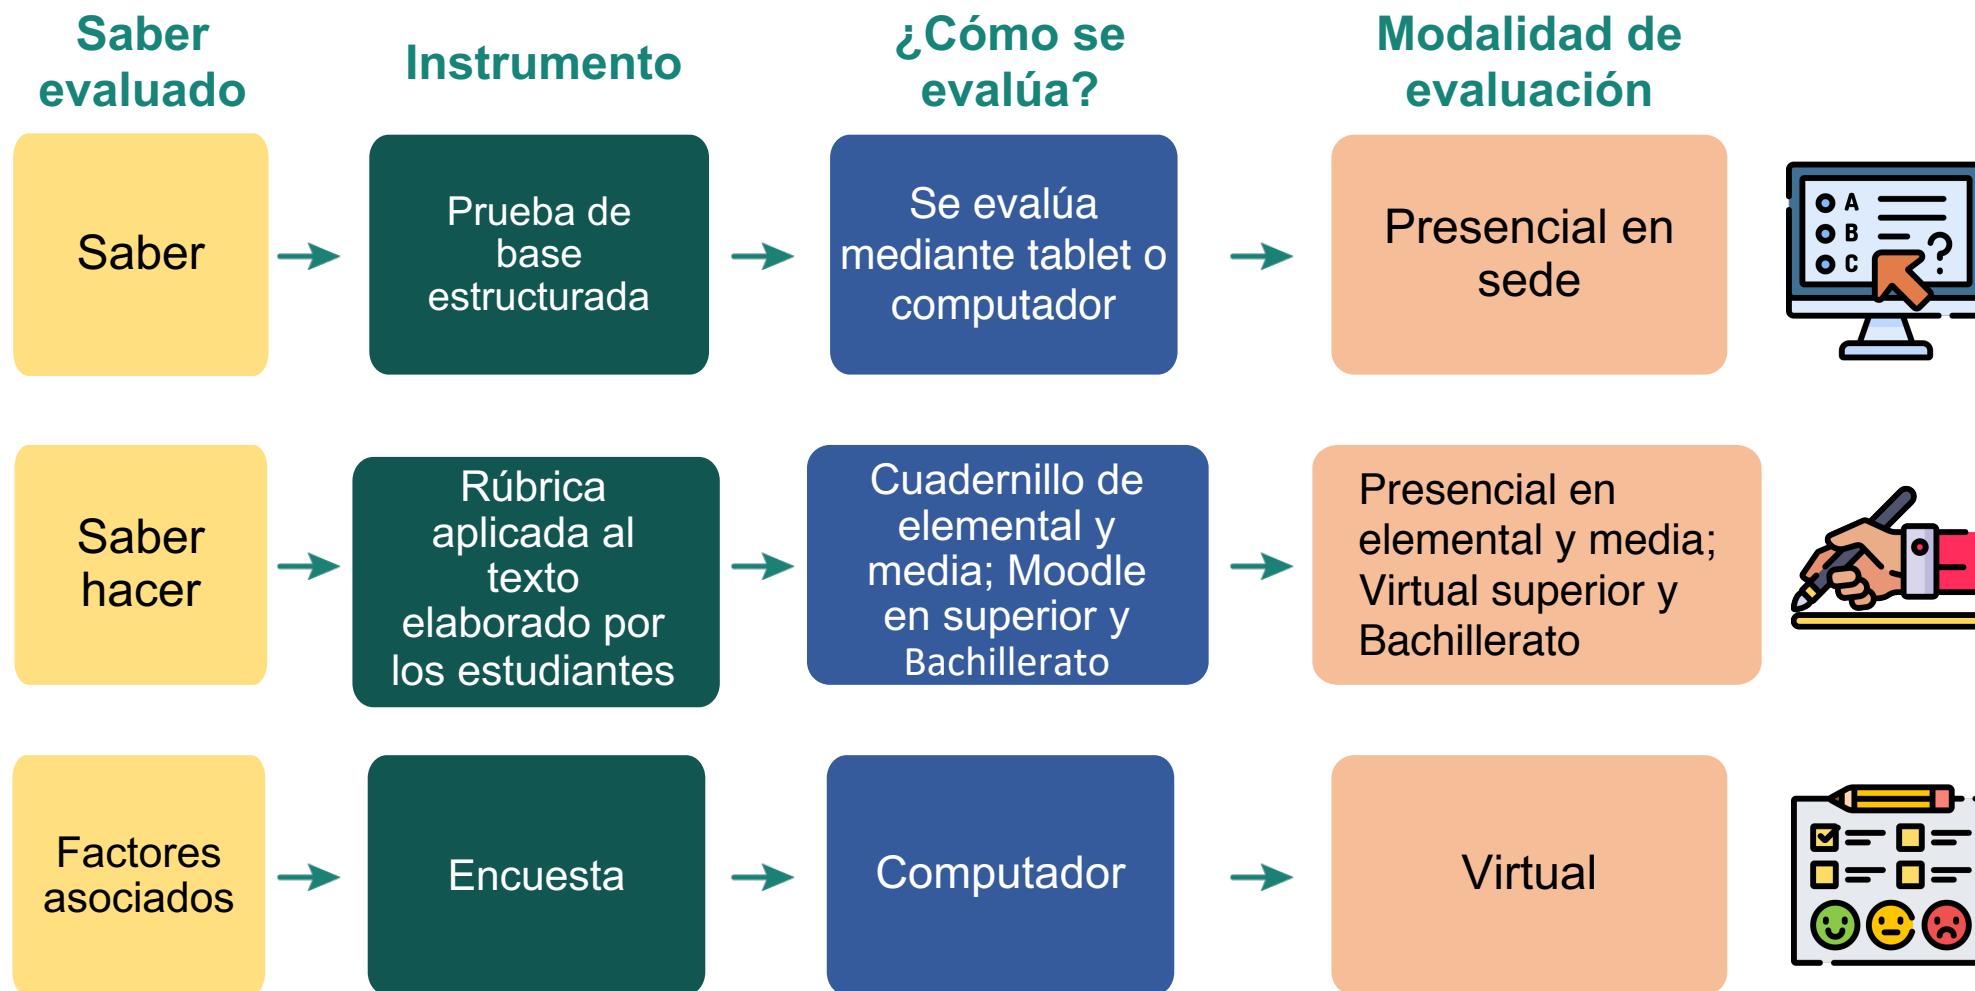 Saber
evaluado
Instrumento
¿Cómo se
evalúa?
Modalidad de
evaluación
Saber
Prueba de
base
estructurada
Se evalúa
mediante tablet o
computador
Presencial en
sede
A
B
C
?
Saber
hacer
Rúbrica
aplicada al
texto
elaborado por
los estudiantes
Cuadernillo de
elemental y
media; Moodle
en superior y
Bachillerato
Presencial en
elemental y media;
Virtual superior y
Bachillerato
Factores
asociados
Encuesta
Computador
Virtual